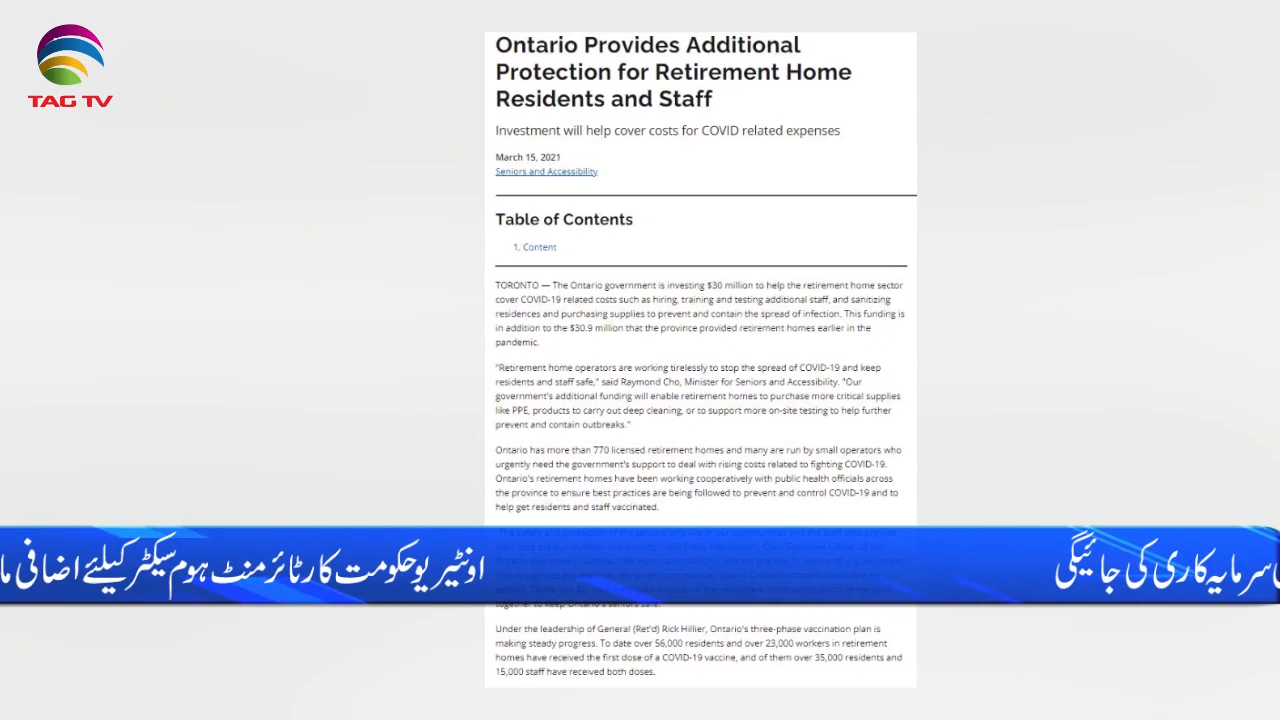 TAG TV
Ontario Provides Additional
Protection for Retirement Home
Residents and Staff
Investment will help cover costs for COVID related expenses
March 15, 2021
Seniors and Accessibility
Table of Contents
1. Content
TORONTO — The Ontario government is investing $30 million to help the retirement home sector
cover COVID-19 related costs such as hiring, training and testing additional staff, and sanitizing
residences and purchasing supplies to prevent and contain the spread of infection. This funding is
in addition to the $30.9 million that the province provided retirement homes earlier in the
pandemic.
"Retirement home operators are working tirelessly to stop the spread of COVID-19 and keep
residents and staff safe," said Raymond Cho, Minister for Seniors and Accessibility. "Our
government's additional funding will enable retirement homes to purchase more critical supplies
like PPE, products to carry out deep cleaning, or to support more on-site testing to help further
prevent and contain outbreaks."
Ontario has more than 770 licensed retirement homes and many are run by small operators who
urgently need the government's support to deal with rising costs related to fighting COVID-19.
Ontario's retirement homes have been working cooperatively with public health officials across
the province to ensure best practices are being followed to prevent and control COVID-19 and to
help get residents and staff vaccinated.
سرمایہ کاری کی جائیگی
اونٹیریو حکومت کا ریٹائرمنٹ ہوم سیکٹر کیلئے اضافی
together to keep Ontario's seniors safe."
Under the leadership of General (Ret'd) Rick Hillier, Ontario's three-phase vaccination plan is
making steady progress. To date over 56,000 residents and over 23,000 workers in retirement
homes have received the first dose of a COVID-19 vaccine, and of them over 35,000 residents and
15,000 staff have received both doses.